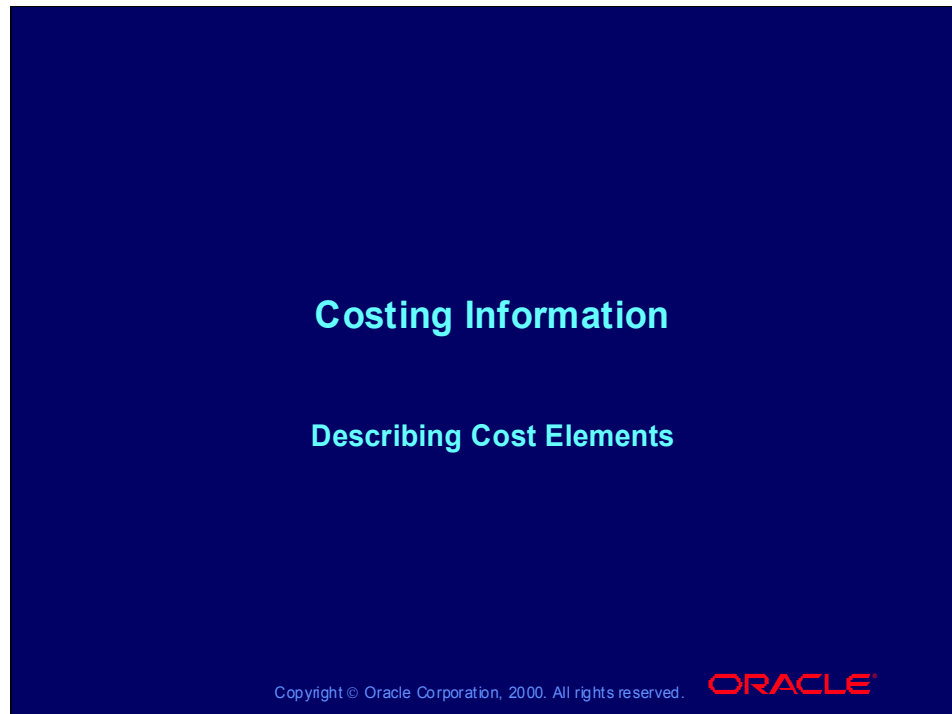 Costing Information
Describing Cost Elements
Copyright © Oracle Corporation, 2000. All rights reserved.
ORACLE®